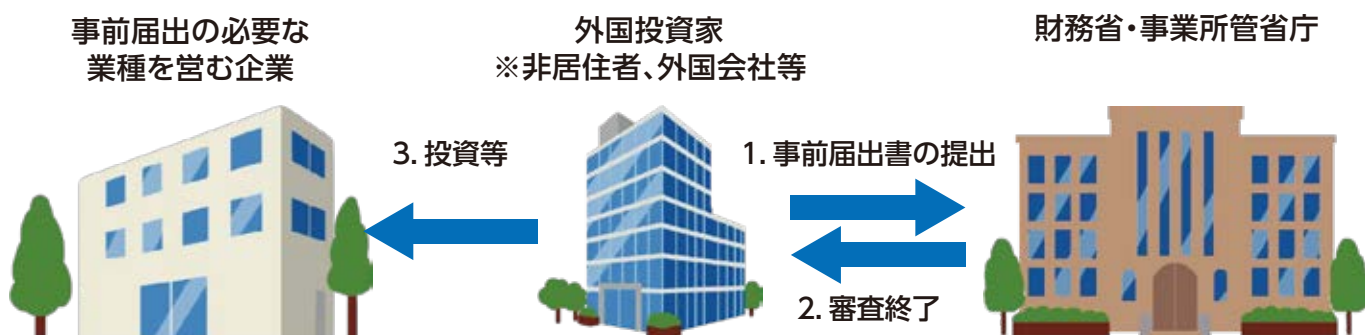 事前届出の必要な
業種を営む企業
外国投資家
※非居住者、外国会社等
財務省・事業所管省庁
3. 投資等
1. 事前届出書の提出
2. 審査終了